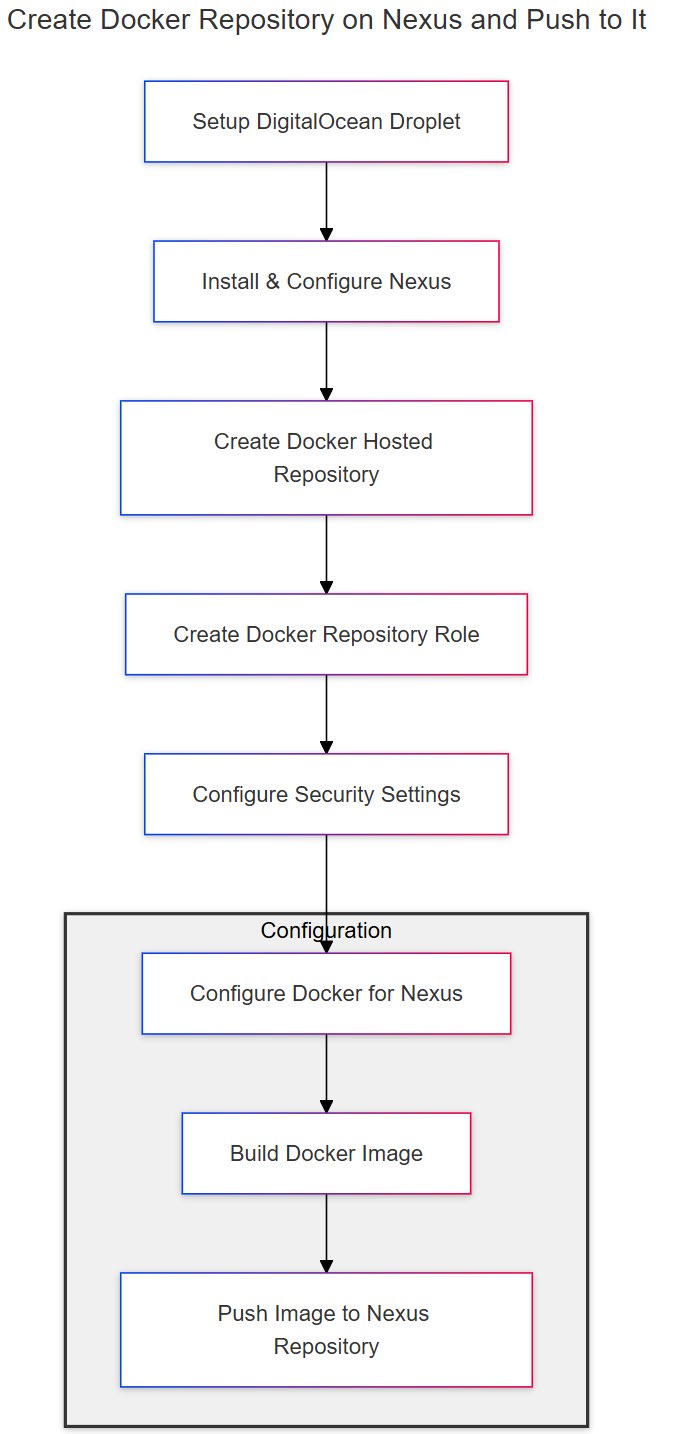 Create Docker Repository on Nexus and Push to It
Setup DigitalOcean Droplet
Install & Configure Nexus
Create Docker Hosted
Repository
Create Docker Repository Role
Configure Security Settings
Configuration
Configure Docker for Nexus
Build Docker Image
Push Image to Nexus
Repository